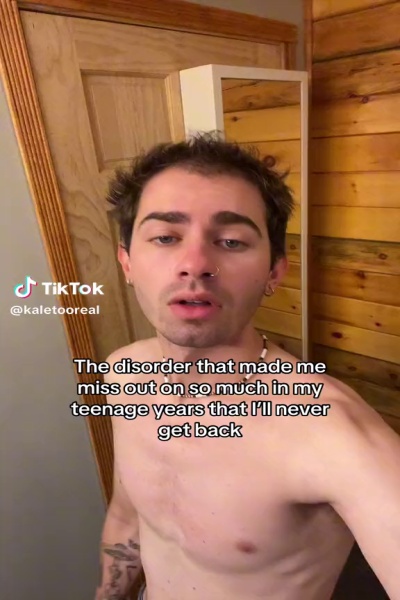 TikTok
@kaletooreal
The disorder that made me
miss out on so much in my
teenage years that I'll never
get back